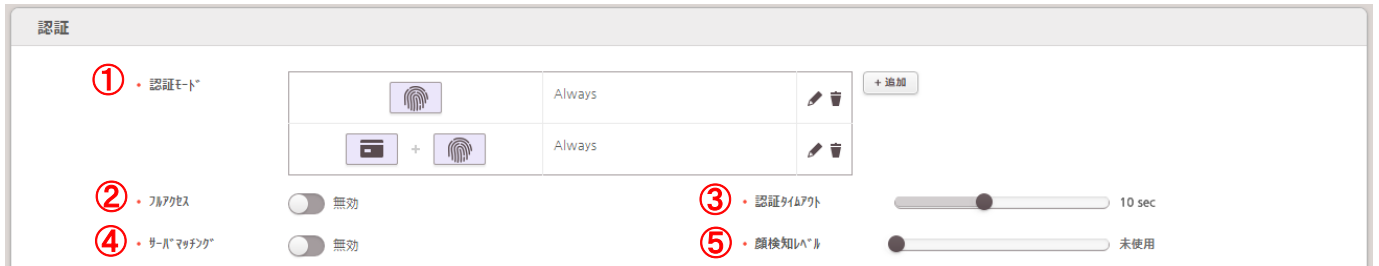 認証
① • 認証ﾓｰﾄﾞ Always + 追加
+ Always
② • ﾌﾙｱｸｾｽ 無効 ③ • 認証ﾀｲﾑｱｳﾄ 10 sec
④ • ｻｰﾊﾞﾏｯﾁﾝｸﾞ 無効 ⑤ • 顔検知ﾚﾍﾞﾙ 未使用